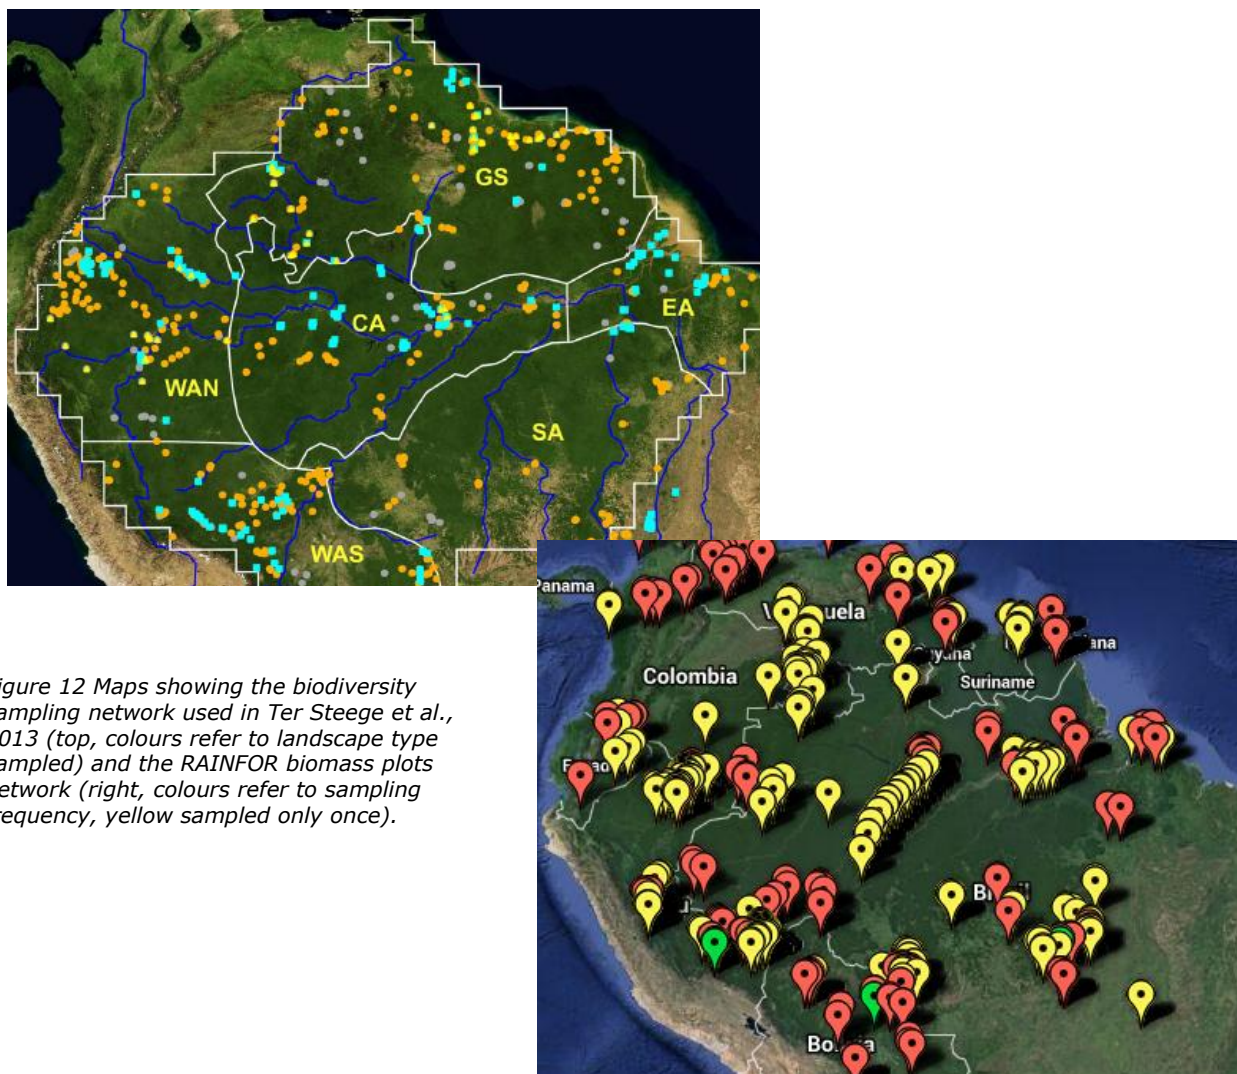 GS
EA
CA
WAN
SA
WAS
Panama
Colombia
Suriname
igure 12 Maps showing the biodiversity
ampling network used in Ter Steege et al.,
013 (top, colours refer to landscape type
ampled) and the RAINFOR biomass plots
etwork (right, colours refer to sampling
requency, yellow sampled only once).